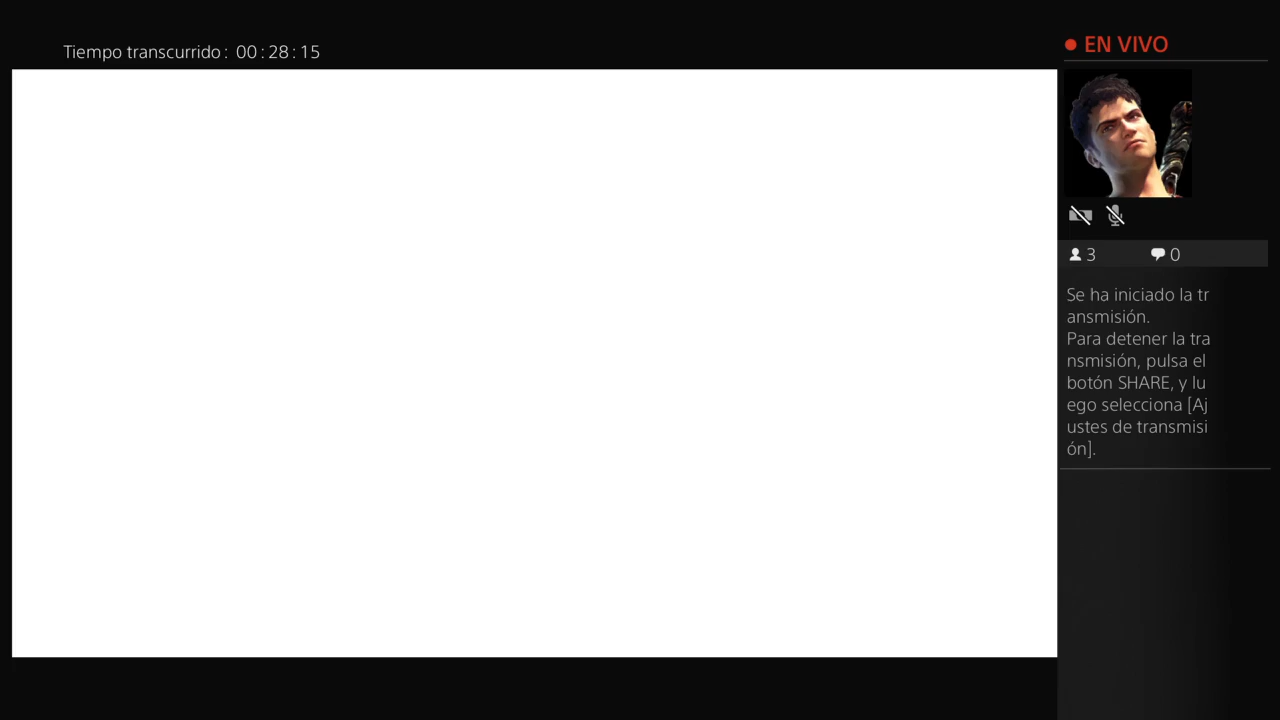 Tiempo transcurrido : 00 : 28 : 15
EN VIVO
3 0
Se ha iniciado la tr
ansmisión.
Para detener la tra
nsmisión, pulsa el
botón SHARE, y lu
ego selecciona [Aj
ustes de transmisi
ón].